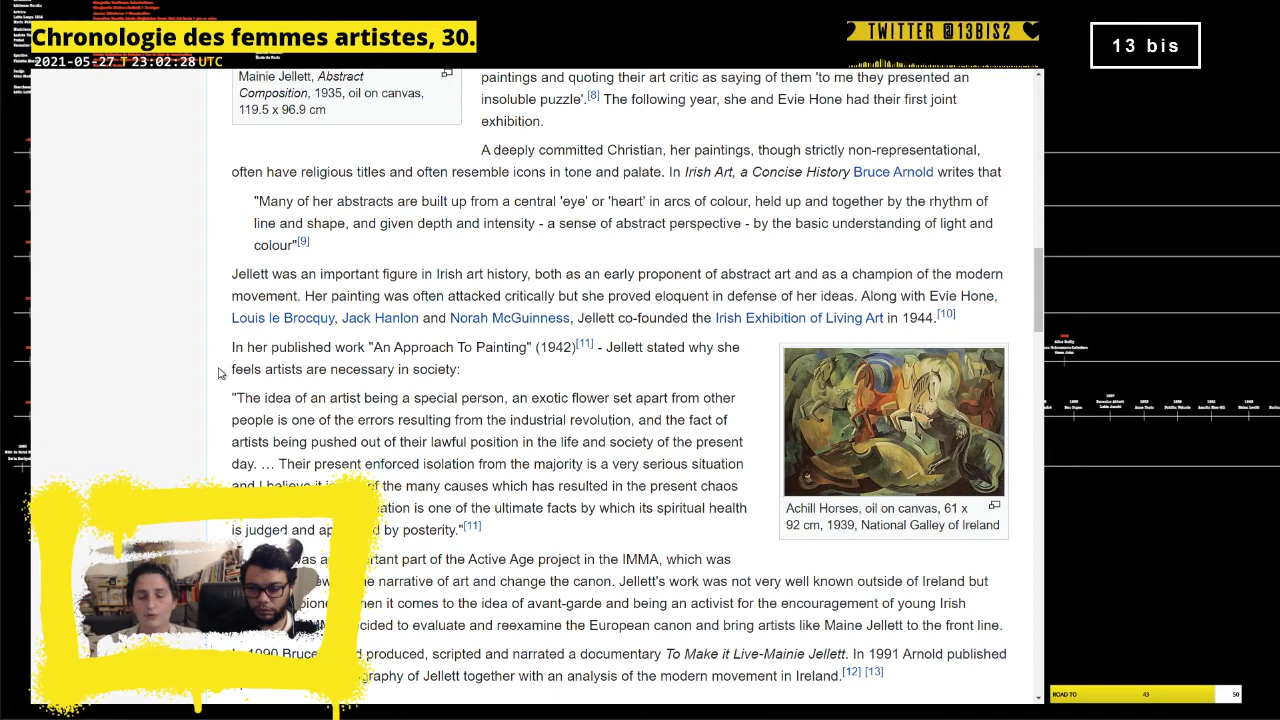 Chronologie des femmes artistes, 30.
2021-05-27 T 23:02:28 UTC
TWITTER @13BIS2
13 bis
Mainie Jellett, Abstract
Composition, 1935, oil on canvas,
119.5 x 96.9 cm
paintings and quoting their art critic as saying of them 'to me they presented an
insoluble puzzle'.[8] The following year, she and Evie Hone had their first joint
exhibition.
A deeply committed Christian, her paintings, though strictly non-representational,
often have religious titles and often resemble icons in tone and palate. In Irish Art, a Concise History Bruce Arnold writes that
"Many of her abstracts are built up from a central 'eye' or 'heart' in arcs of colour, held up and together by the rhythm of
line and shape, and given depth and intensity - a sense of abstract perspective - by the basic understanding of light and
colour"[9]
Jellett was an important figure in Irish art history, both as an early proponent of abstract art and as a champion of the modern
movement. Her painting was often attacked critically but she proved eloquent in defense of her ideas. Along with Evie Hone,
Louis le Brocquy, Jack Hanlon and Norah McGuinness, Jellett co-founded the Irish Exhibition of Living Art in 1944.[10]
In her published work "An Approach To Painting" (1942)[11] - Jellett stated why she
feels artists are necessary in society:
"The idea of an artist being a special person, an exotic flower set apart from other
people is one of the errors resulting from the industrial revolution, and the fact of
artists being pushed out of their lawful position in the life and society of the present
day. … Their present enforced isolation from the majority is a very serious situation
and I believe it is of the many causes which has resulted in the present chaos
ation is one of the ultimate facts by which its spiritual health
is judged and by posterity."[11]
Achill Horses, oil on canvas, 61 x
92 cm, 1939, National Galley of Ireland
was a portant part of the Active Age project in the IMMA, which was
narrative of art and change the canon. Jellett's work was not very well known outside of Ireland but
pione hen it comes to the idea of avant-garde and being an activist for the encouragement of young Irish
cided to evaluate and reexamine the European canon and bring artists like Maine Jellett to the front line.
1990 Bruce d produced, scripted and narrated a documentary To Make it Live-Mainie Jellett. In 1991 Arnold published
graphy of Jellett together with an analysis of the modern movement in Ireland.[12] [13]
ROAD TO 43 50